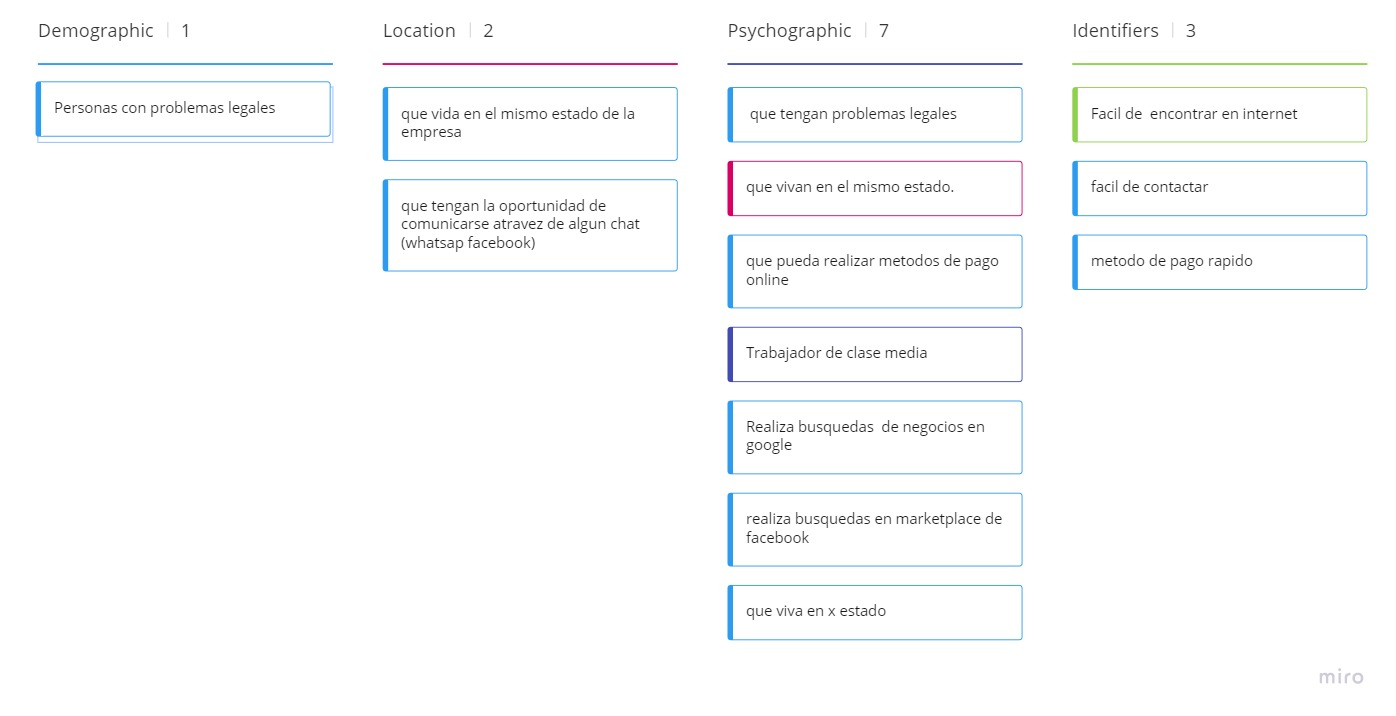 Demographic | 1
Personas con problemas legales
Location | 2
que vida en el mismo estado de la
empresa
que tengan la oportunidad de
comunicarse atravez de algun chat
(whatsap facebook)
Psychographic | 7
que tengan problemas legales
que vivan en el mismo estado.
que pueda realizar metodos de pago
online
Trabajador de clase media
Realiza busquedas  de negocios en
google
realiza busquedas en marketplace de
facebook
que viva en x estado
Identifiers | 3
Facil de  encontrar en internet
facil de contactar
metodo de pago rapido
miro